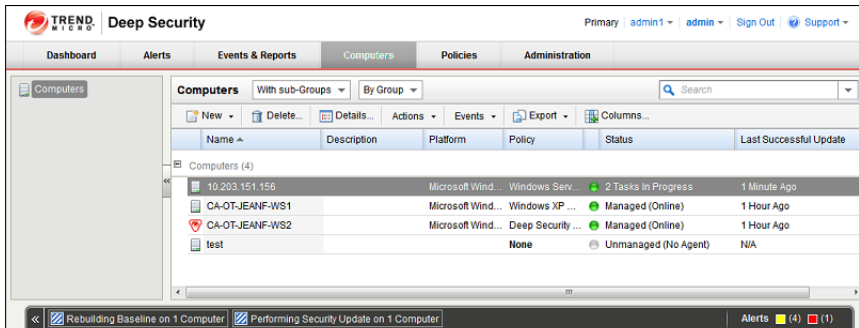 TREND MICRO Deep Security Primary admin1 admin Sign Out Support
Dashboard Alerts Events & Reports Computers Policies Administration
Computers
Computers With sub-Groups By Group Search
New Delete... Details... Actions Events Export Columns...
Name Description Platform Policy Status Last Successful Update
Computers (4)
10.203.151.156 Microsoft Wind... Windows Serv... 2 Tasks In Progress 1 Minute Ago
CA-OT-JEANF-WS1 Microsoft Wind... Windows XP ... Managed (Online) 1 Hour Ago
CA-OT-JEANF-WS2 Microsoft Wind... Deep Security ... Managed (Online) 1 Hour Ago
test None Unmanaged (No Agent) N/A
Rebuilding Baseline on 1 Computer Performing Security Update on 1 Computer Alerts (4) (1)